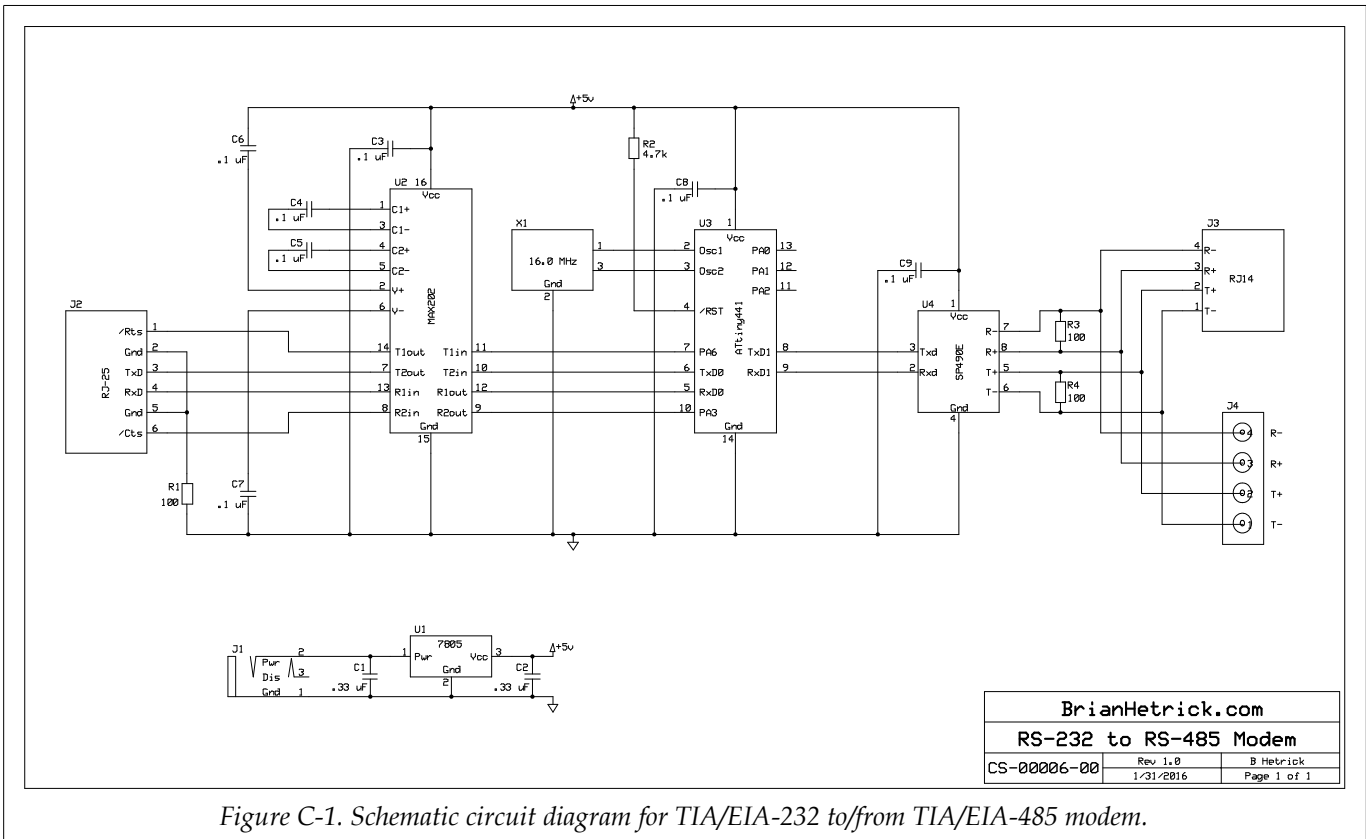 +5v
C6
.1 uF
C3
.1 uF
R2
4.7k
C4
.1 uF
C5
.1 uF
U2 16
Vcc
1 C1+
3 C1-
4 C2+
5 C2-
2 V+
6 V-
MAX202
14 T1out T1in 11
7 T2out T2in 10
13 R1in R1out 12
8 R2in R2out 9
Gnd
15
J2
RJ-25
/Rts 1
Gnd 2
TxD 3
RxD 4
Gnd 5
/Cts 6
R1
100
C7
.1 uF
X1
16.0 MHz
1
3
Gnd
2
C8
.1 uF
U3
1
Vcc
2 Osc1 PA0 13
3 Osc2 PA1 12
PA2 11
4 /RST
ATtiny441
7 PA6 TxD1 8
6 TxD0 RxD1 9
5 RxD0
10 PA3
Gnd
14
C9
.1 uF
U4
1
Vcc
R- 7
R+ 8
T+ 5
T- 6
3 Txd
2 Rxd
SP490E
Gnd
4
R3
100
R4
100
J3
4 R-
3 R+
2 T+
1 T-
RJ14
J4
4 R-
3 R+
2 T+
1 T-
J1
Pwr 2
Dis 3
Gnd 1
C1
.33 uF
U1
7805
1 Pwr Vcc 3
Gnd
2
C2
.33 uF
+5v
BrianHetrick.com
RS-232 to RS-485 Modem
CS-00006-00 Rev 1.0 B Hetrick
1/31/2016 Page 1 of 1
Figure C-1. Schematic circuit diagram for TIA/EIA-232 to/from TIA/EIA-485 modem.